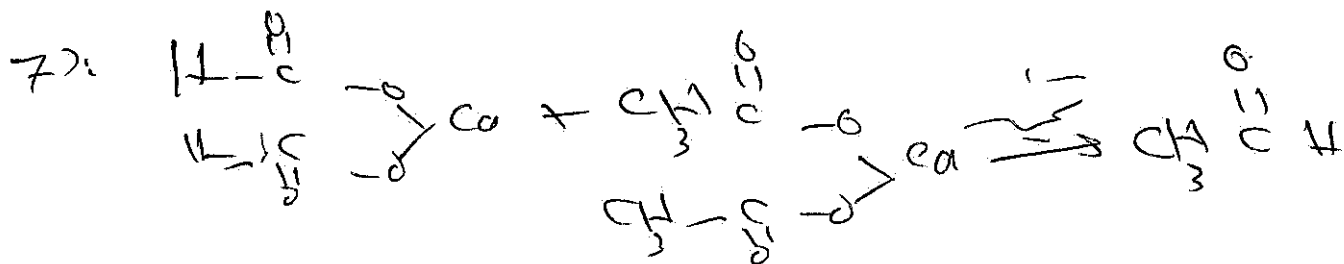 7): H-C-O Ca + CH3 C-O Ca → CH3 C H
O O O
H-C-O CH3-C-O
O O